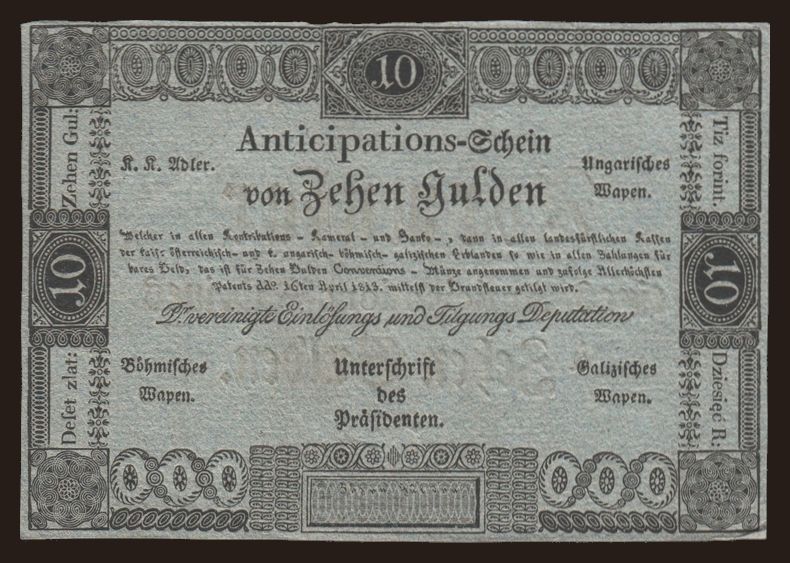 10
Anticipations-Schein
K. K. Adler.
Ungarisches
Wapen.
von Zehen Gulden
Welcher in allen Kontributions - Kameral - und Banko - , dann in allen landesfürstlichen Kassen
der kais. österreichisch- und k. ungarisch- böhmisch- galizischen Erblanden so wie in allen Zahlungen für
bares Geld, das ist für Zehen Gulden Conventions - Münze angenommen und zufolge Allerhöchsten
Patents ddo. 16ten April 1813. mittelst der Grundsteuer getilgt wird.
Dr. vereinigte Einlösungs und Tilgungs Deputation
Böhmisches
Wapen.
Unterschrift
des
Präsidenten.
Galizisches
Wapen.
Zehen Gul:
10
Deset zlat:
Tiz forint.
10
Dziesięć R: